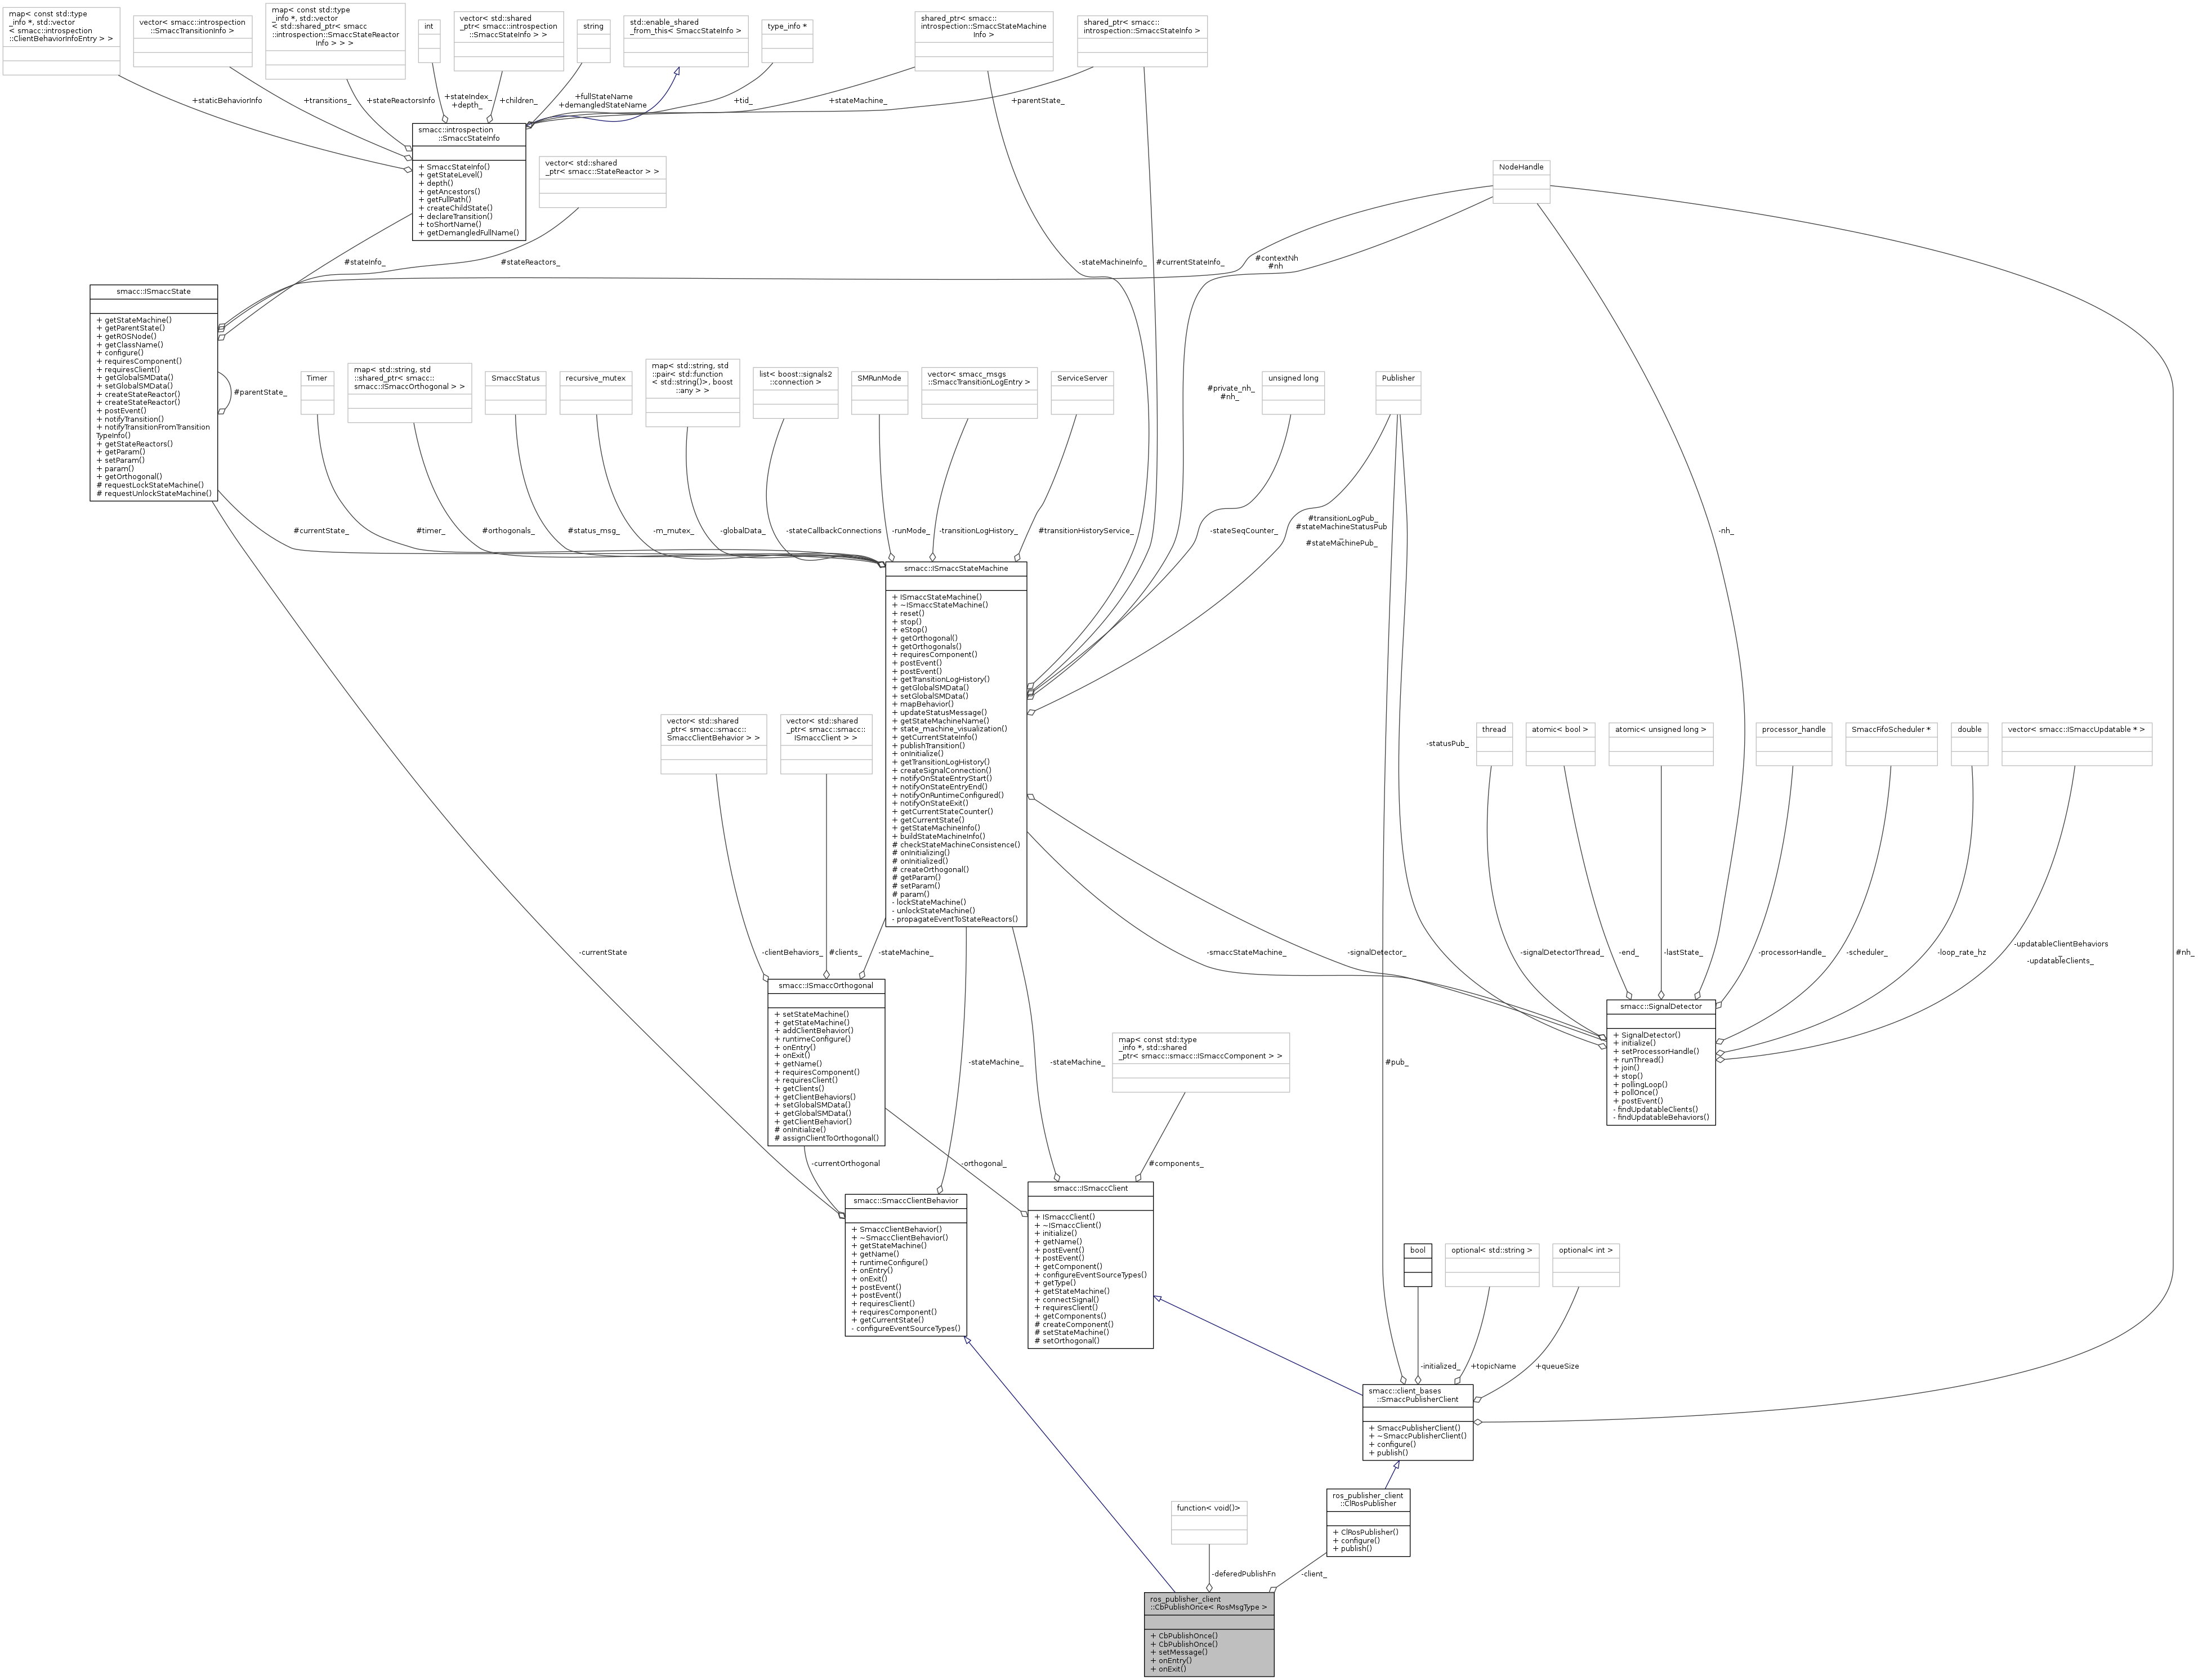 map< const std::type
_info *, std::vector
< smacc::introspection
::ClientBehaviorInfoEntry > >
vector< smacc::introspection
::SmaccTransitionInfo >
map< const std::type
_info *, std::vector
< std::shared_ptr< smacc
::introspection::SmaccStateReactor
Info > > >
int
vector< std::shared
_ptr< smacc::introspection
::SmaccStateInfo > >
string
std::enable_shared
_from_this< SmaccStateInfo >
type_info *
shared_ptr< smacc::
introspection::SmaccStateMachine
Info >
shared_ptr< smacc::
introspection::SmaccStateInfo >
+staticBehaviorInfo
+transitions_
+stateReactorsInfo
+stateIndex_
+depth_
+children_
+fullStateName
+demangledStateName
+tid_
+stateMachine_
+parentState_
smacc::introspection
::SmaccStateInfo
+ SmaccStateInfo()
+ getStateLevel()
+ depth()
+ getAncestors()
+ getFullPath()
+ createChildState()
+ declareTransition()
+ toShortName()
+ getDemangledFullName()
vector< std::shared
_ptr< smacc::StateReactor > >
NodeHandle
#stateInfo_
#stateReactors_
-stateMachineInfo_
#currentStateInfo_
#contextNh
#nh
smacc::ISmaccState
+ getStateMachine()
+ getParentState()
+ getROSNode()
+ getClassName()
+ configure()
+ requiresComponent()
+ requiresClient()
+ getGlobalSMData()
+ setGlobalSMData()
+ createStateReactor()
+ createStateReactor()
+ postEvent()
+ notifyTransition()
+ notifyTransitionFromTransition
TypeInfo()
+ getStateReactors()
+ getParam()
+ setParam()
+ param()
+ getOrthogonal()
# requestLockStateMachine()
# requestUnlockStateMachine()
#parentState_
Timer
map< std::string, std
::shared_ptr< smacc::
smacc::ISmaccOrthogonal > >
SmaccStatus
recursive_mutex
map< std::string, std
::pair< std::function
< std::string()>, boost
::any > >
list< boost::signals2
::connection >
SMRunMode
vector< smacc_msgs
::SmaccTransitionLogEntry >
ServiceServer
#private_nh_
#nh_
unsigned long
Publisher
#currentState_
#timer_
#orthogonals_
#status_msg_
-m_mutex_
-globalData_
-stateCallbackConnections
-runMode_
-transitionLogHistory_
#transitionHistoryService_
-stateSeqCounter_
#transitionLogPub_
#stateMachineStatusPub
_
#stateMachinePub_
-nh_
smacc::ISmaccStateMachine
+ ISmaccStateMachine()
+ ~ISmaccStateMachine()
+ reset()
+ stop()
+ eStop()
+ getOrthogonal()
+ getOrthogonals()
+ requiresComponent()
+ postEvent()
+ postEvent()
+ getTransitionLogHistory()
+ getGlobalSMData()
+ setGlobalSMData()
+ mapBehavior()
+ updateStatusMessage()
+ getStateMachineName()
+ state_machine_visualization()
+ getCurrentStateInfo()
+ publishTransition()
+ onInitialize()
+ getTransitionLogHistory()
+ createSignalConnection()
+ notifyOnStateEntryStart()
+ notifyOnStateEntryEnd()
+ notifyOnRuntimeConfigured()
+ notifyOnStateExit()
+ getCurrentStateCounter()
+ getCurrentState()
+ getStateMachineInfo()
+ buildStateMachineInfo()
# checkStateMachineConsistence()
# onInitializing()
# onInitialized()
# createOrthogonal()
# getParam()
# setParam()
# param()
- lockStateMachine()
- unlockStateMachine()
- propagateEventToStateReactors()
vector< std::shared
_ptr< smacc::smacc::
SmaccClientBehavior > >
vector< std::shared
_ptr< smacc::smacc::
ISmaccClient > >
-statusPub_
thread
atomic< bool >
atomic< unsigned long >
processor_handle
SmaccFifoScheduler *
double
vector< smacc::ISmaccUpdatable * >
-currentState
-clientBehaviors_
#clients_
-stateMachine_
-smaccStateMachine_
-signalDetector_
-signalDetectorThread_
-end_
-lastState_
-processorHandle_
-scheduler_
-loop_rate_hz
-updatableClientBehaviors
_
-updatableClients_
#nh_
smacc::ISmaccOrthogonal
+ setStateMachine()
+ getStateMachine()
+ addClientBehavior()
+ runtimeConfigure()
+ onEntry()
+ onExit()
+ getName()
+ requiresComponent()
+ requiresClient()
+ getClients()
+ getClientBehaviors()
+ setGlobalSMData()
+ getGlobalSMData()
+ getClientBehavior()
# onInitialize()
# assignClientToOrthogonal()
smacc::SignalDetector
+ SignalDetector()
+ initialize()
+ setProcessorHandle()
+ runThread()
+ join()
+ stop()
+ pollingLoop()
+ pollOnce()
+ postEvent()
- findUpdatableClients()
- findUpdatableBehaviors()
map< const std::type
_info *, std::shared
_ptr< smacc::smacc::ISmaccComponent > >
-stateMachine_
-stateMachine_
#pub_
-currentOrthogonal
-orthogonal_
#components_
smacc::SmaccClientBehavior
+ SmaccClientBehavior()
+ ~SmaccClientBehavior()
+ getStateMachine()
+ getName()
+ runtimeConfigure()
+ onEntry()
+ onExit()
+ postEvent()
+ postEvent()
+ requiresClient()
+ requiresComponent()
+ getCurrentState()
- configureEventSourceTypes()
smacc::ISmaccClient
+ ISmaccClient()
+ ~ISmaccClient()
+ initialize()
+ getName()
+ postEvent()
+ postEvent()
+ getComponent()
+ configureEventSourceTypes()
+ getType()
+ getStateMachine()
+ connectSignal()
+ requiresClient()
+ getComponents()
# createComponent()
# setStateMachine()
# setOrthogonal()
bool
optional< std::string >
optional< int >
-initialized_
+topicName
+queueSize
smacc::client_bases
::SmaccPublisherClient
+ SmaccPublisherClient()
+ ~SmaccPublisherClient()
+ configure()
+ publish()
function< void()>
ros_publisher_client
::ClRosPublisher
+ ClRosPublisher()
+ configure()
+ publish()
-deferedPublishFn
-client_
ros_publisher_client
::CbPublishOnce< RosMsgType >
+ CbPublishOnce()
+ CbPublishOnce()
+ setMessage()
+ onEntry()
+ onExit()